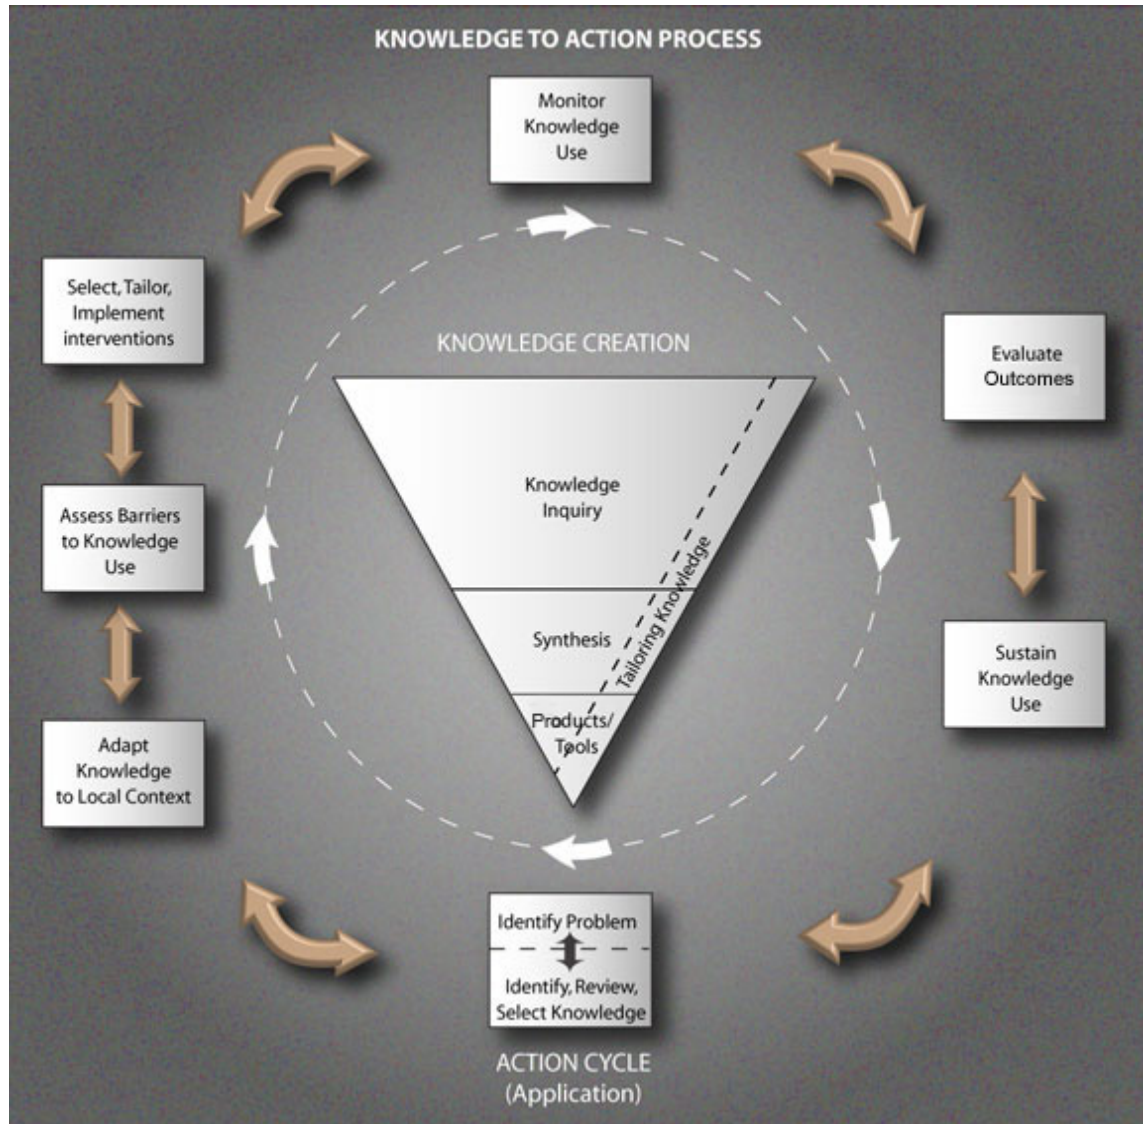 KNOWLEDGE TO ACTION PROCESS
Monitor
Knowledge
Use
Select, Tailor,
Implement
interventions
KNOWLEDGE CREATION
Evaluate
Outcomes
Knowledge
Inquiry
Assess Barriers
to Knowledge
Use
Tailoring Knowledge
Synthesis
Sustain
Knowledge
Use
Products/
Tools
Adapt
Knowledge
to Local Context
Identify Problem
Identify, Review,
Select Knowledge
ACTION CYCLE
(Application)